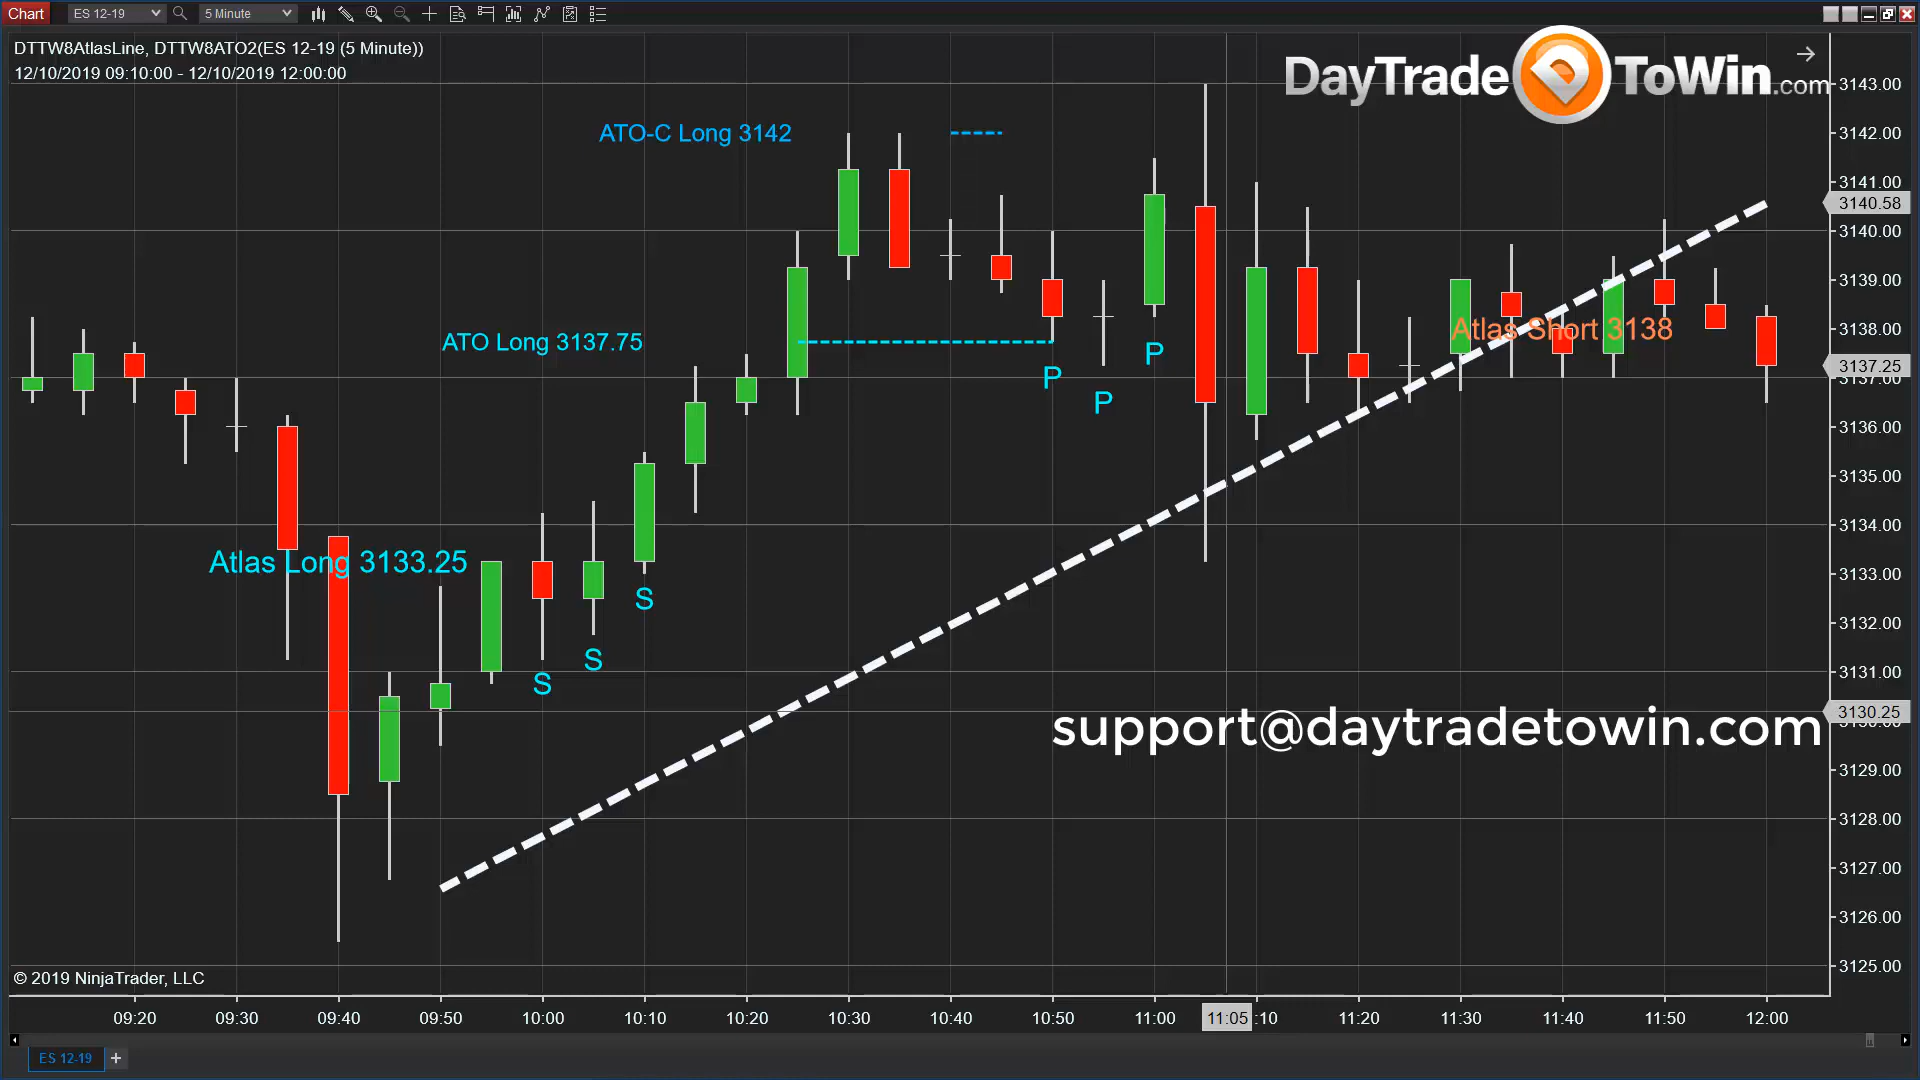 Chart ES 12-19 5 Minute
DTTW8AtlasLine, DTTW8ATO2(ES 12-19 (5 Minute))
12/10/2019 09:10:00 - 12/10/2019 12:00:00
DayTradeToWin.com
3143.00
ATO-C Long 3142
3142.00
3141.00
3140.58
3140.00
3139.00
Atlas Short 3138
3138.00
ATO Long 3137.75
P
P
P
3137.25
3137.00
3136.00
3135.00
3134.00
Atlas Long 3133.25
3133.00
S
S
S
3132.00
3131.00
3130.25
support@daytradetowin.com
3129.00
3128.00
3127.00
3126.00
3125.00
© 2019 NinjaTrader, LLC
09:20 09:30 09:40 09:50 10:00 10:10 10:20 10:30 10:40 10:50 11:00 11:05 :10 11:20 11:30 11:40 11:50 12:00
ES 12-19 +